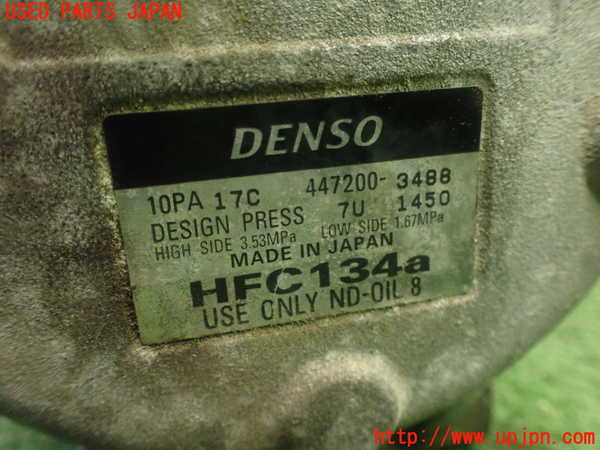 USED PARTS JAPAN
DENSO
10PA 17C 447200-3488
DESIGN PRESS 7U 1450
HIGH SIDE 3.53MPa LOW SIDE 1.67MPa
MADE IN JAPAN
HFC134a
USE ONLY ND-OIL 8
http://www.upjpn.com/